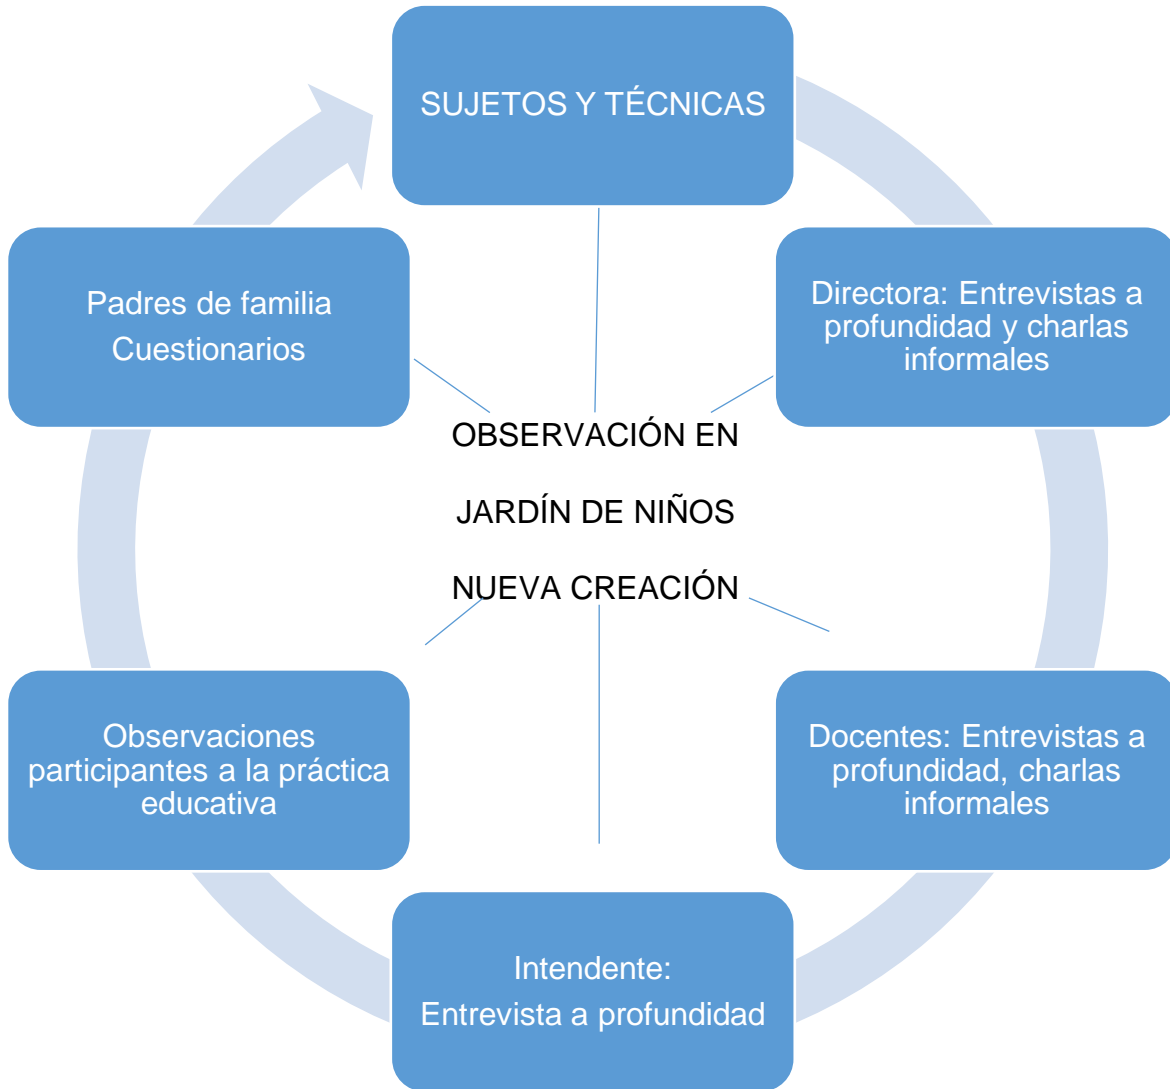 SUJETOS Y TÉCNICAS
Directora: Entrevistas a
profundidad y charlas
informales
Docentes: Entrevistas a
profundidad, charlas
informales
Intendente:
Entrevista a profundidad
Observaciones
participantes a la práctica
educativa
Padres de familia
Cuestionarios
OBSERVACIÓN EN
JARDÍN DE NIÑOS
NUEVA CREACIÓN